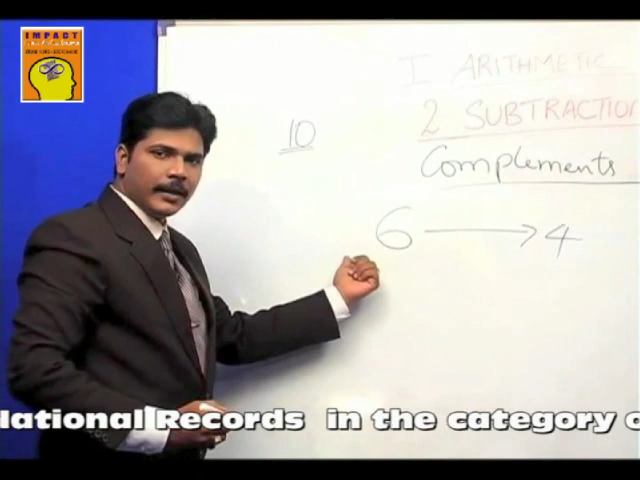 IMPACT
I ARITHMETIC
2 SUBTRACTION
10
Complements
6 → 4
National Records in the category o